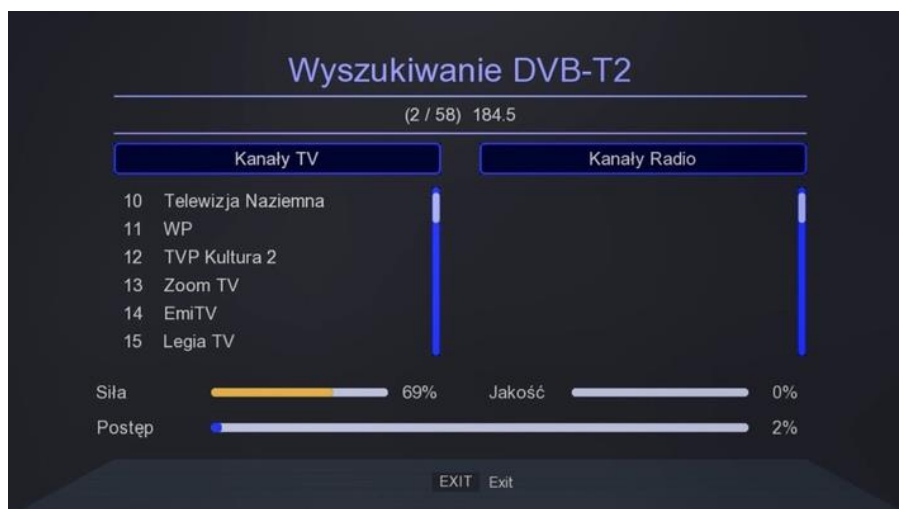 Wyszukiwanie DVB-T2
(2 / 58) 184.5
Kanały TV
Kanały Radio
10 Telewizja Naziemna
11 WP
12 TVP Kultura 2
13 Zoom TV
14 EmiTV
15 Legia TV
Siła 69% Jakość 0%
Postęp 2%
EXIT Exit